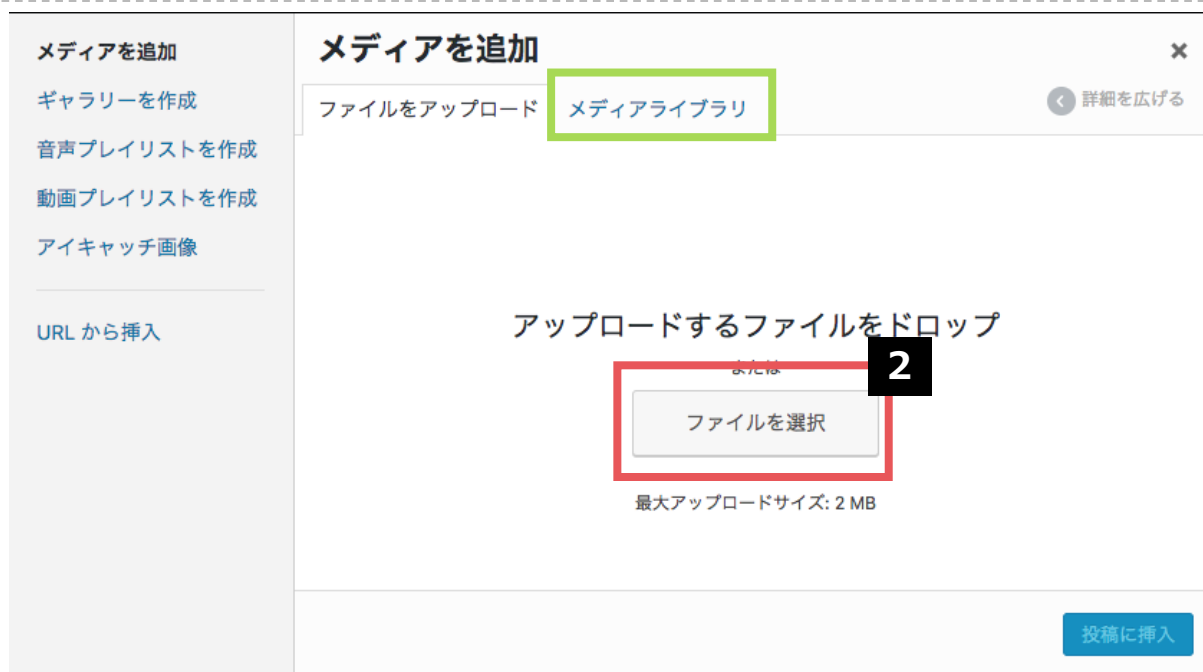 メディアを追加
ギャラリーを作成
音声プレイリストを作成
動画プレイリストを作成
アイキャッチ画像
URL から挿入
メディアを追加
ファイルをアップロード
メディアライブラリ
詳細を広げる
アップロードするファイルをドロップ
または
2
ファイルを選択
最大アップロードサイズ: 2 MB
投稿に挿入